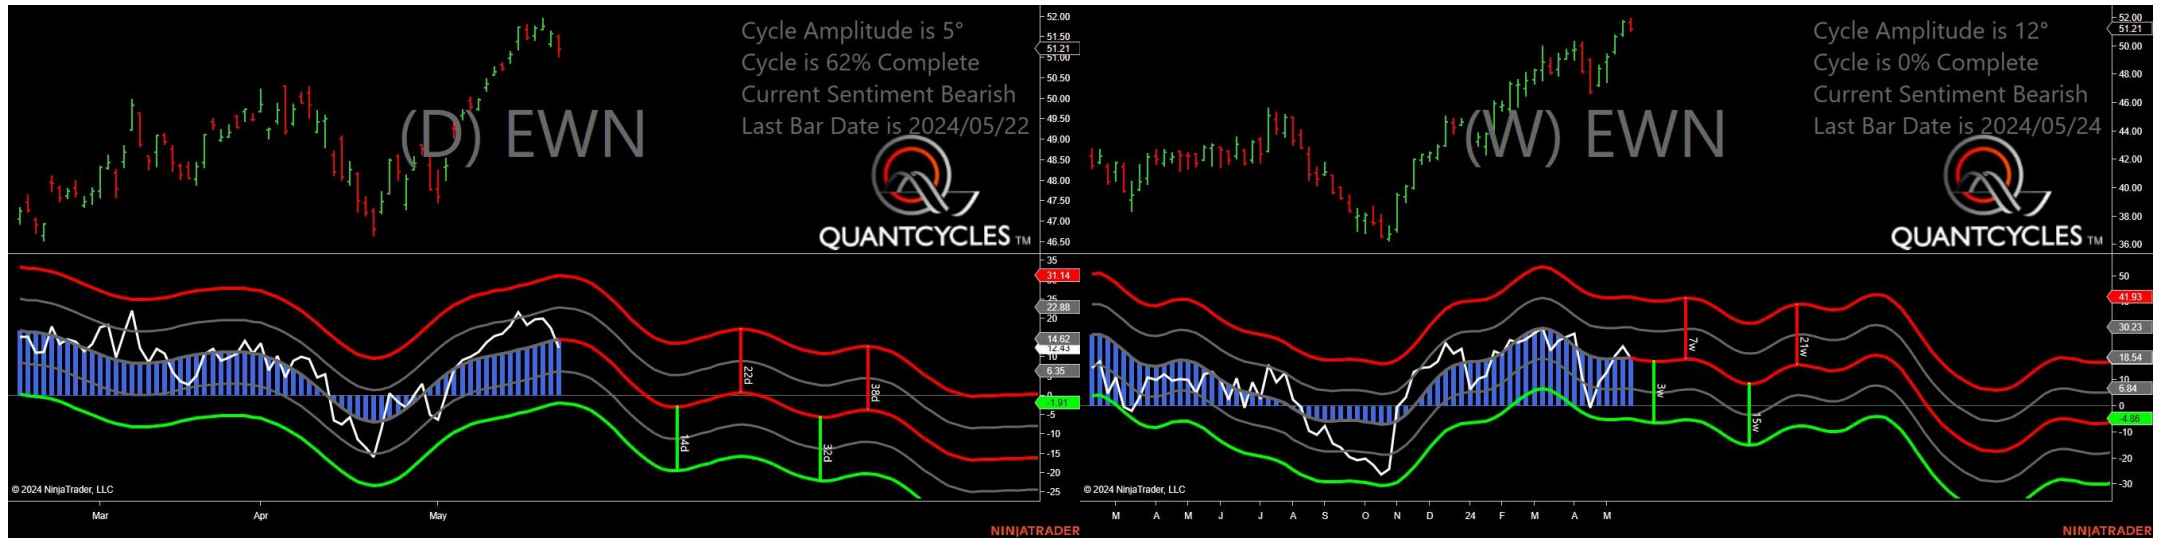 Cycle Amplitude is 5°
Cycle is 62% Complete
Current Sentiment Bearish
Last Bar Date is 2024/05/22
(D) EWN
QUANTCYCLES TM
52.00
51.50
51.21
51.00
50.50
50.00
49.50
49.00
48.50
48.00
47.50
47.00
46.50
35
31.14
25
22.88
20
14.62
12.43
10
6.35
0
-1.91
-5
-10
-15
-20
-25
14d
22d
32d
38d
© 2024 NinjaTrader, LLC
Mar Apr May
NINJATRADER
Cycle Amplitude is 12°
Cycle is 0% Complete
Current Sentiment Bearish
Last Bar Date is 2024/05/24
(W) EWN
QUANTCYCLES TM
52.00
51.21
50.00
48.00
46.00
44.00
42.00
40.00
38.00
36.00
50
41.93
30.23
18.54
10
6.84
0
-4.86
-10
-20
-30
3w
7w
15w
21w
© 2024 NinjaTrader, LLC
M A M J J A S O N D 24 F M A M
NINJATRADER